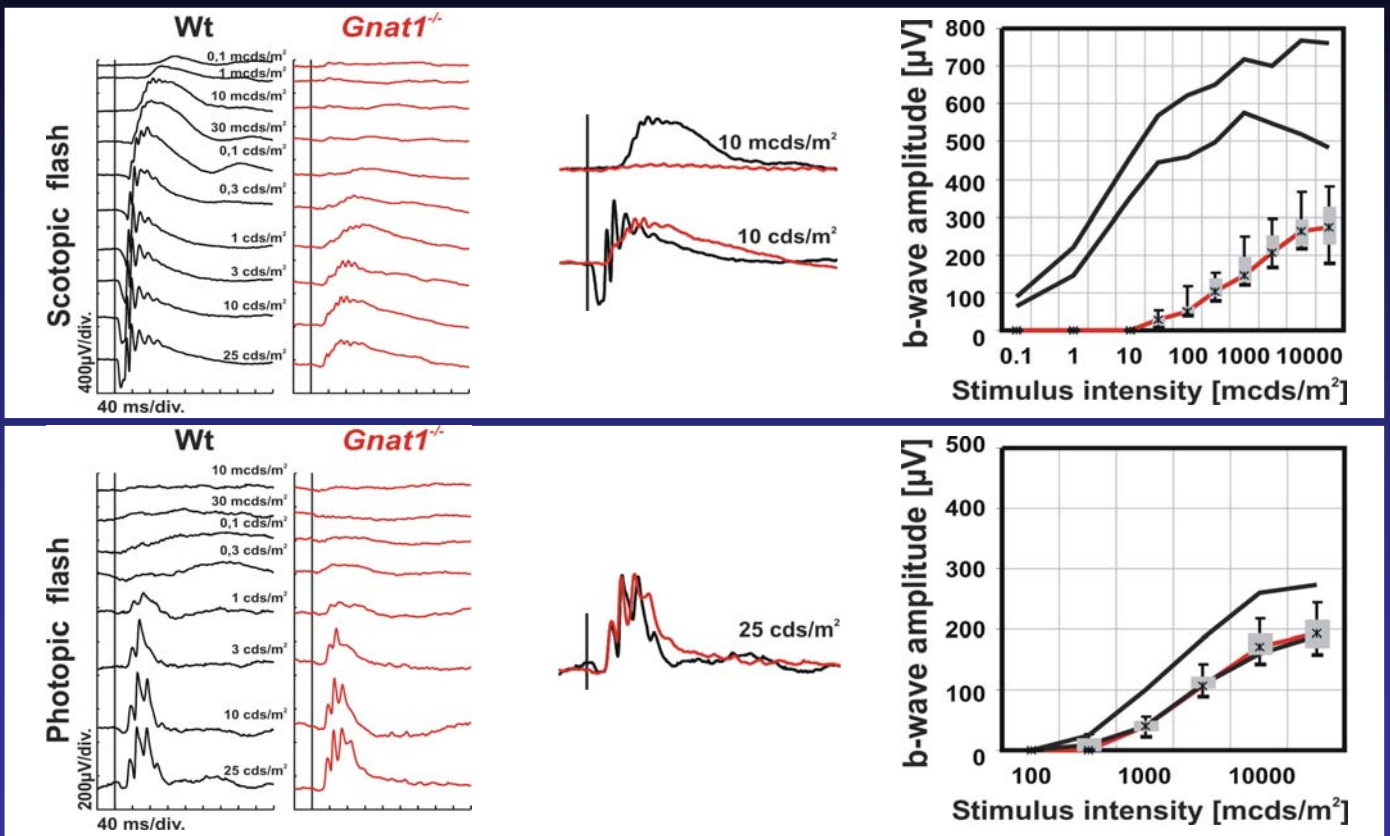 Wt
Gnat1⁻/⁻
Scotopic flash
0,1 mcds/m²
1 mcds/m²
10 mcds/m²
30 mcds/m²
0,1 cds/m²
0,3 cds/m²
1 cds/m²
3 cds/m²
10 cds/m²
25 cds/m²
400µV/div.
40 ms/div.
10 mcds/m²
10 cds/m²
b-wave amplitude [µV]
800
700
600
500
400
300
200
100
0
0.1 1 10 100 1000 10000
Stimulus intensity [mcds/m²]
Wt
Gnat1⁻/⁻
Photopic flash
10 mcds/m²
30 mcds/m²
0,1 cds/m²
0,3 cds/m²
1 cds/m²
3 cds/m²
10 cds/m²
25 cds/m²
200µV/div.
40 ms/div.
25 cds/m²
b-wave amplitude [µV]
500
400
300
200
100
0
100 1000 10000
Stimulus intensity [mcds/m²]